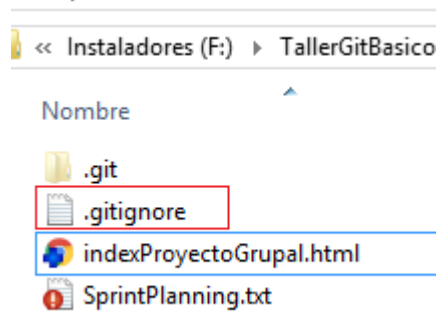 « Instaladores (F:) ▸ TallerGitBasico
Nombre
.git
.gitignore
indexProyectoGrupal.html
SprintPlanning.txt